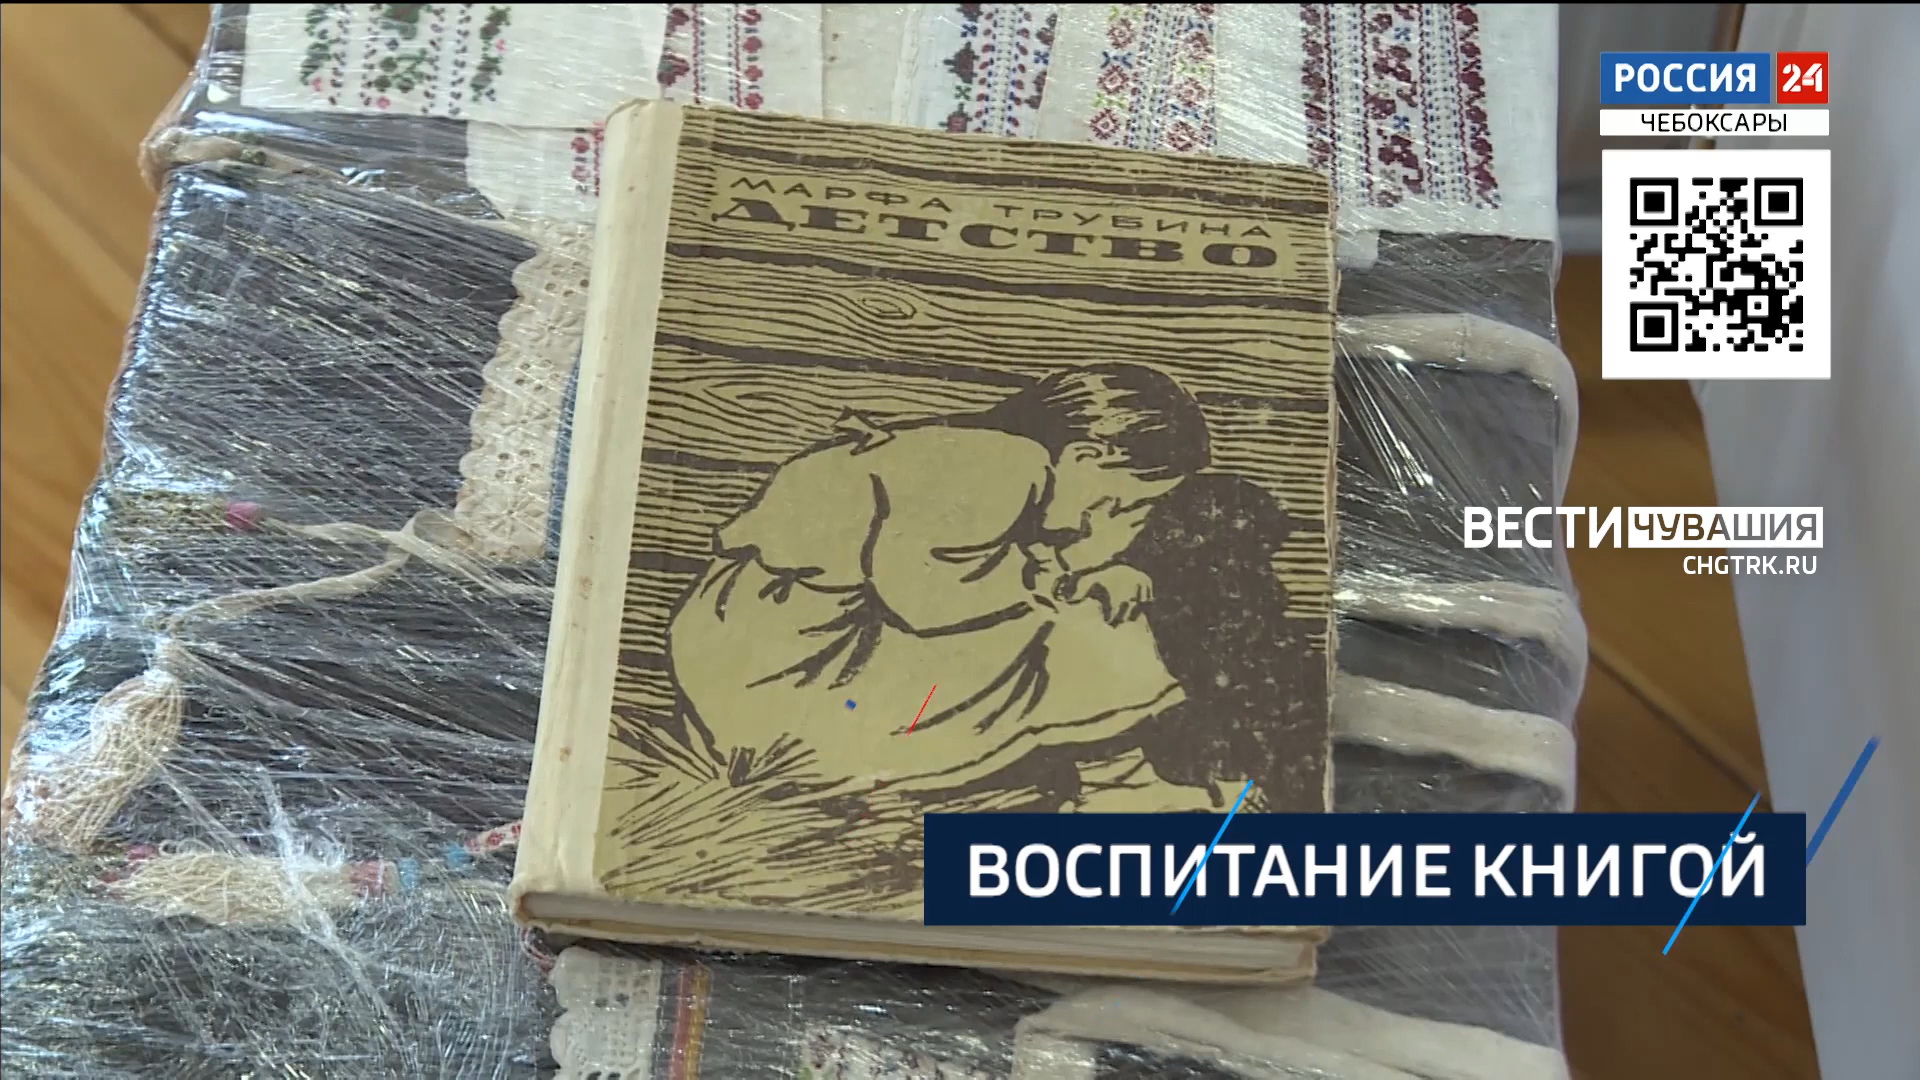 РОССИЯ 24
ЧЕБОКСАРЫ
МАРФА ТРУБИНА
ДЕТСТВО
ВЕСТИ ЧУВАШИЯ
CHGTRK.RU
ВОСПИТАНИЕ КНИГОЙ